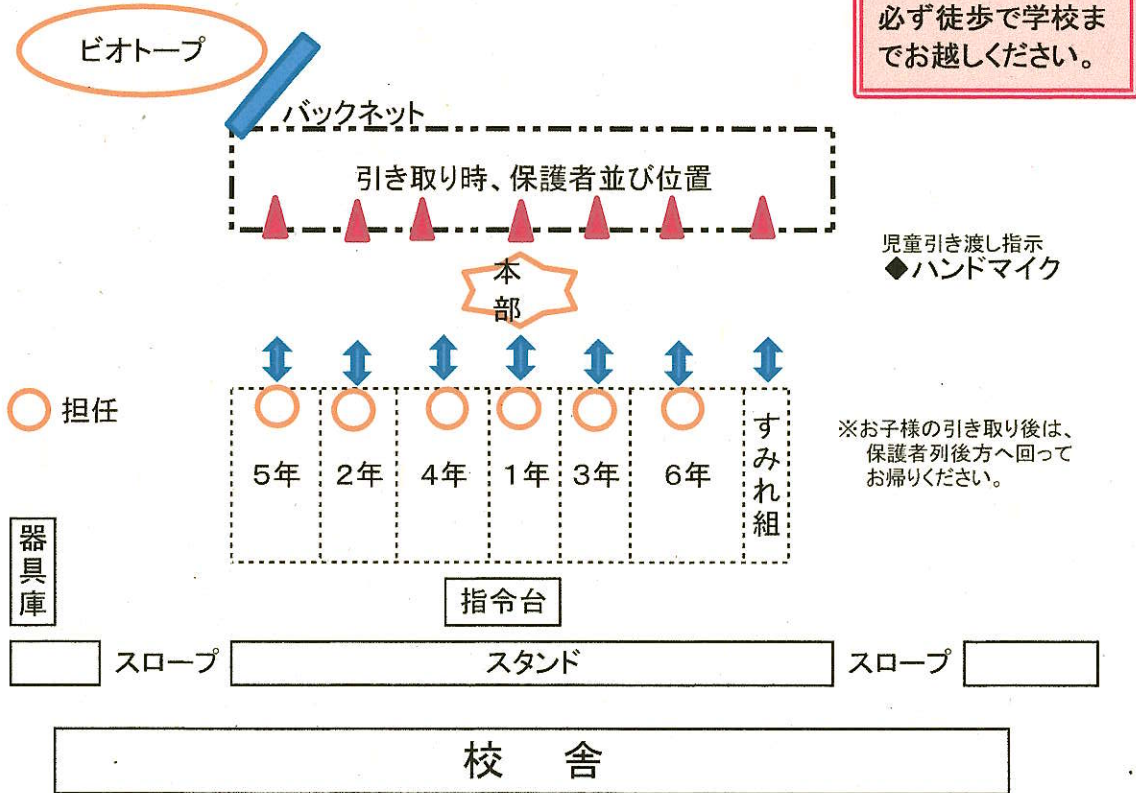 必ず徒歩で学校ま
でお越しください。
ビオトープ
バックネット
引き取り時、保護者並び位置
児童引き渡し指示
◆ハンドマイク
本
部
担任
5年
2年
4年
1年
3年
6年
すみれ組
※お子様の引き取り後は、
保護者列後方へ回って
お帰りください。
器具庫
指令台
スロープ
スタンド
スロープ
校 舎